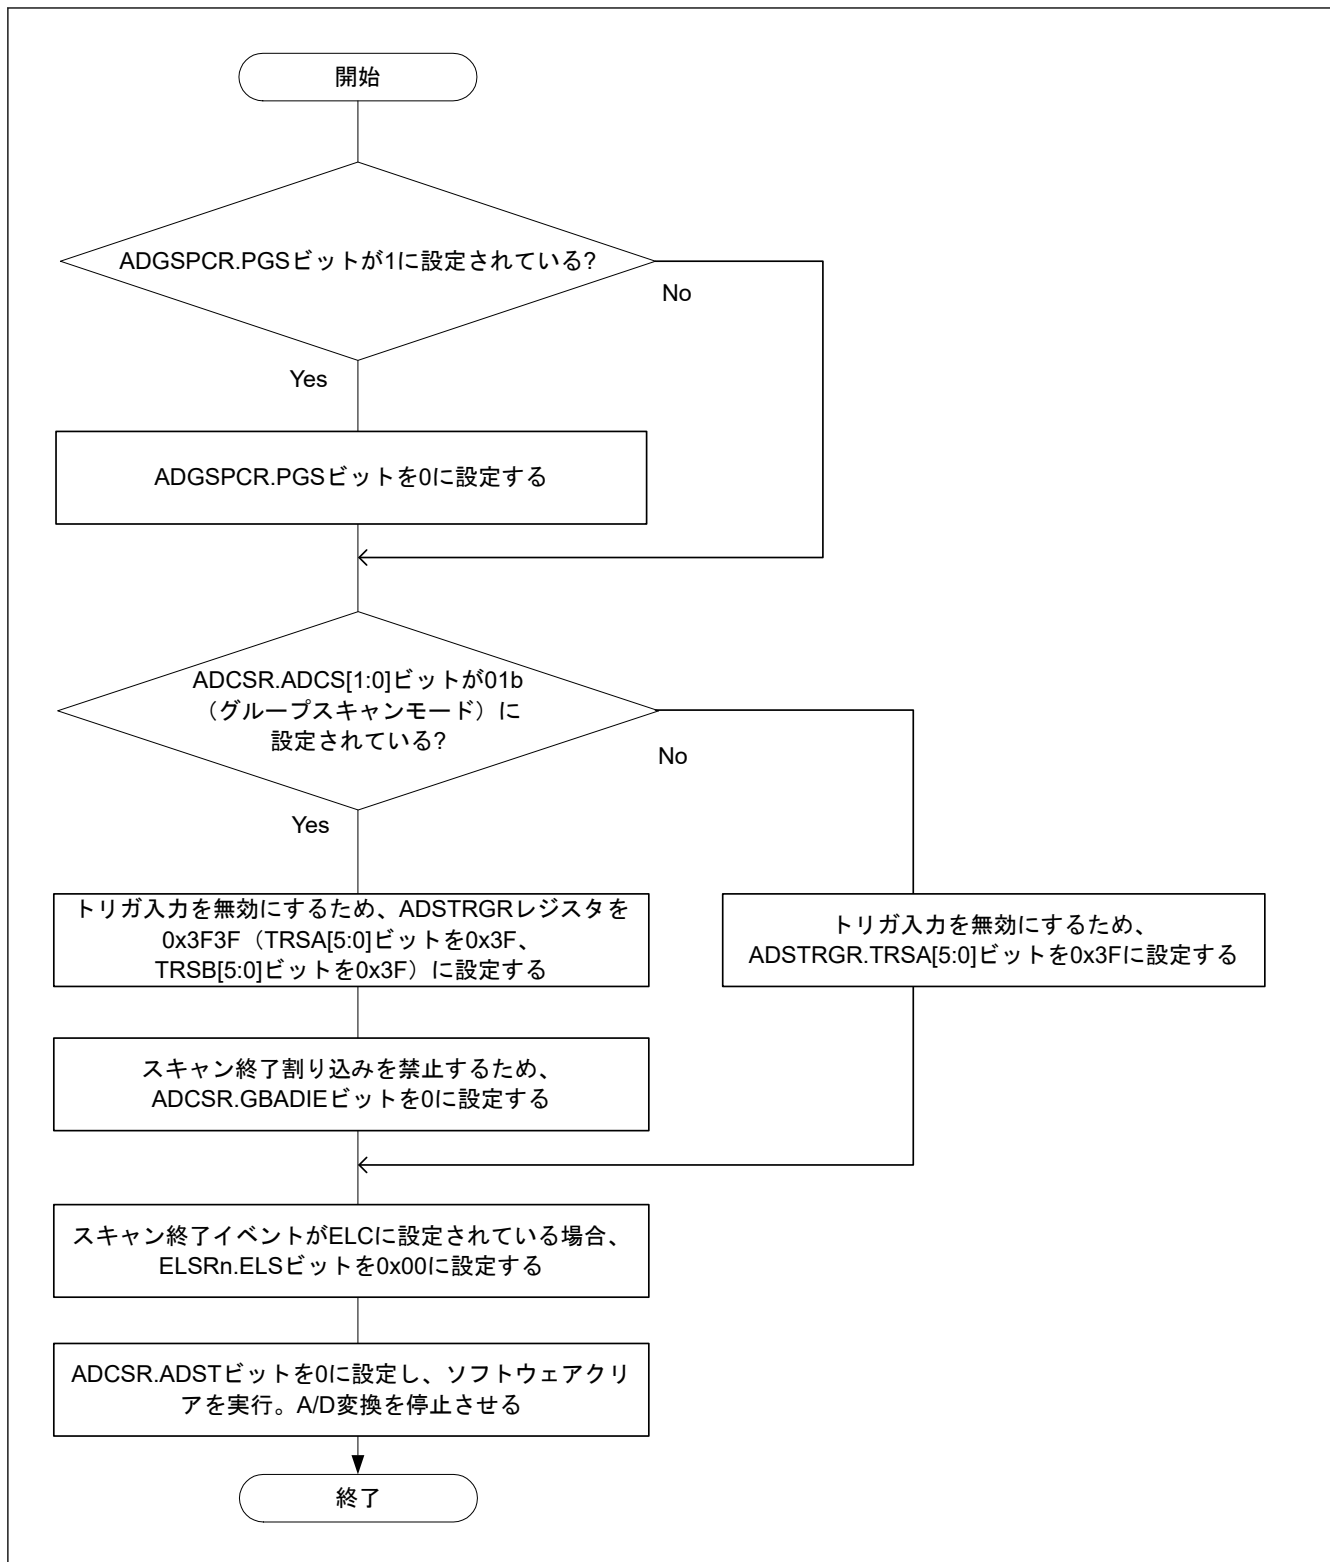 開始
ADGSPCR.PGSビットが1に設定されている?
No
Yes
ADGSPCR.PGSビットを0に設定する
ADCSR.ADCS[1:0]ビットが01b
（グループスキャンモード）に
設定されている?
No
Yes
トリガ入力を無効にするため、ADSTRGRレジスタを
0x3F3F（TRSA[5:0]ビットを0x3F、
TRSB[5:0]ビットを0x3F）に設定する
トリガ入力を無効にするため、
ADSTRGR.TRSA[5:0]ビットを0x3Fに設定する
スキャン終了割り込みを禁止するため、
ADCSR.GBADIEビットを0に設定する
スキャン終了イベントがELCに設定されている場合、
ELSRn.ELSビットを0x00に設定する
ADCSR.ADSTビットを0に設定し、ソフトウェアクリ
アを実行。A/D変換を停止させる
終了